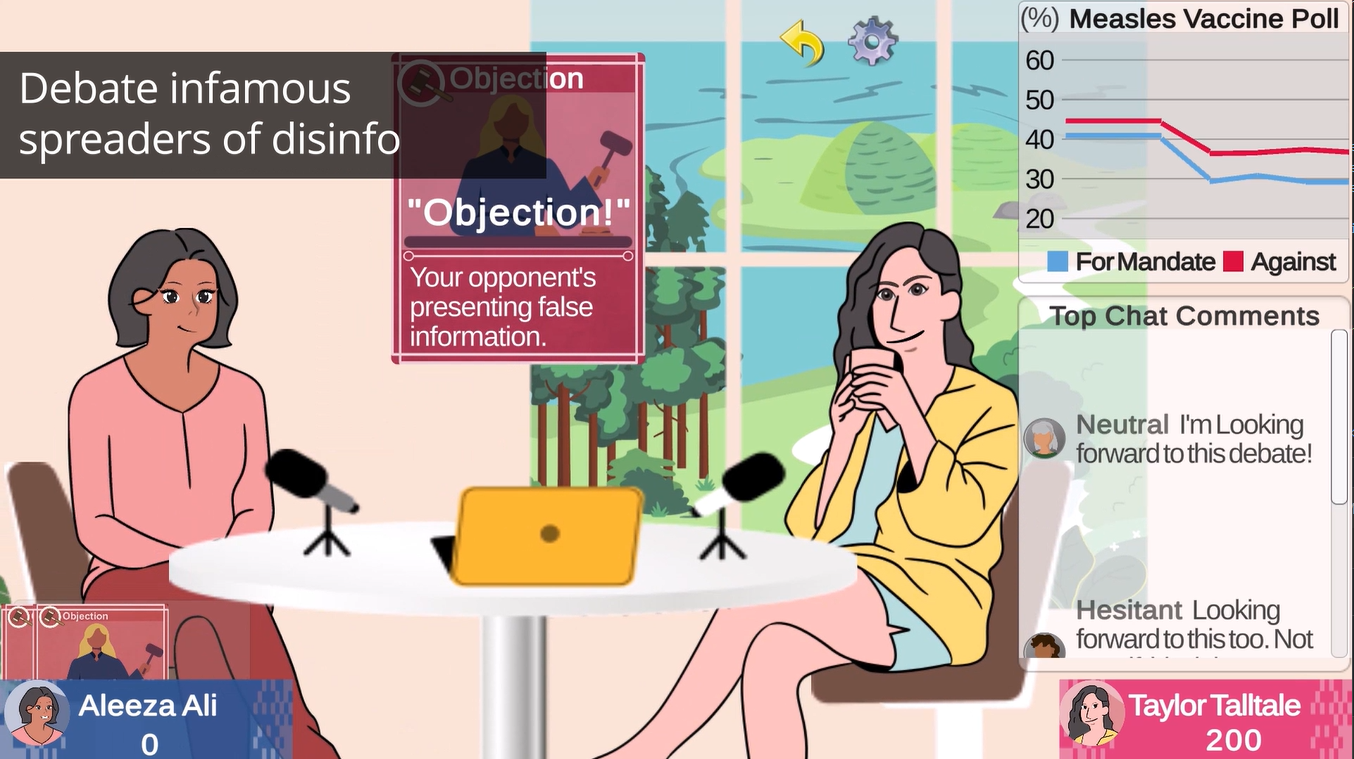 Debate infamous
spreaders of disinfo
Objection
"Objection!"
Your opponent's
presenting false
information.
(%) Measles Vaccine Poll
60
50
40
30
20
For Mandate Against
Top Chat Comments
Neutral I'm Looking
forward to this debate!
Hesitant Looking
forward to this too. Not
Objection
Aleeza Ali
0
Taylor Talltale
200